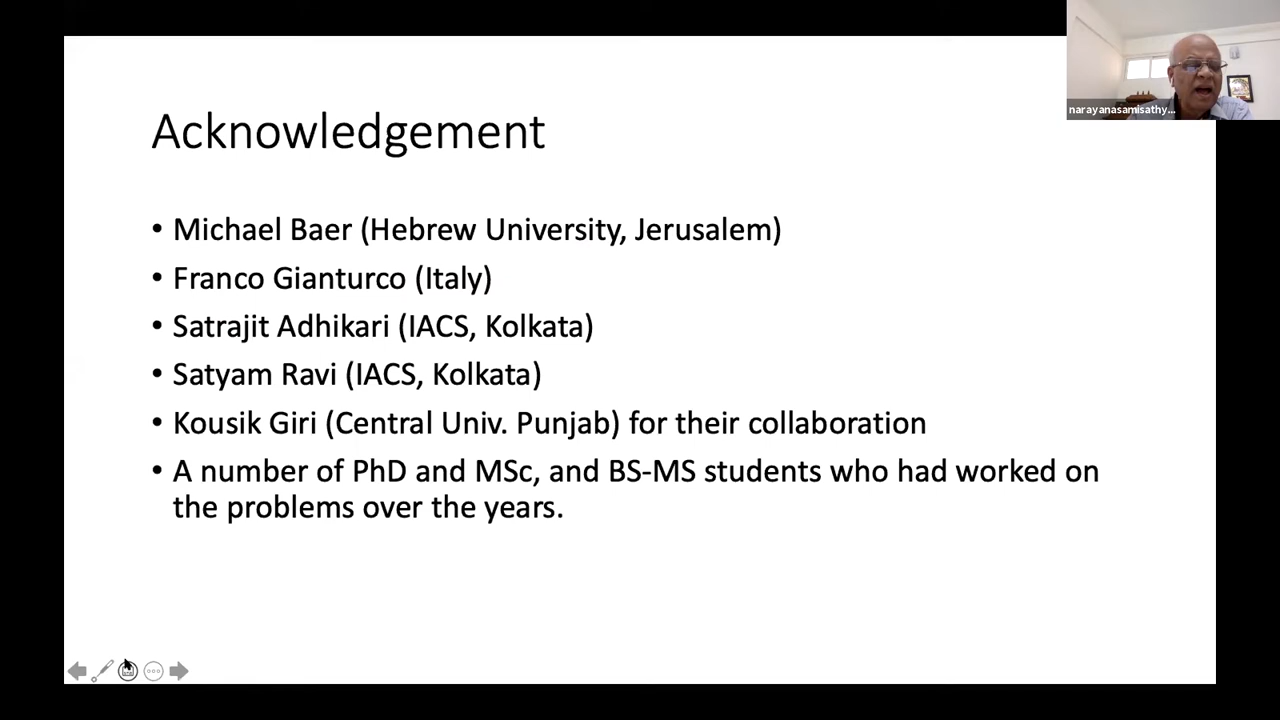 narayanasamisathy...
Acknowledgement
• Michael Baer (Hebrew University, Jerusalem)
• Franco Gianturco (Italy)
• Satrajit Adhikari (IACS, Kolkata)
• Satyam Ravi (IACS, Kolkata)
• Kousik Giri (Central Univ. Punjab) for their collaboration
• A number of PhD and MSc, and BS-MS students who had worked on
the problems over the years.